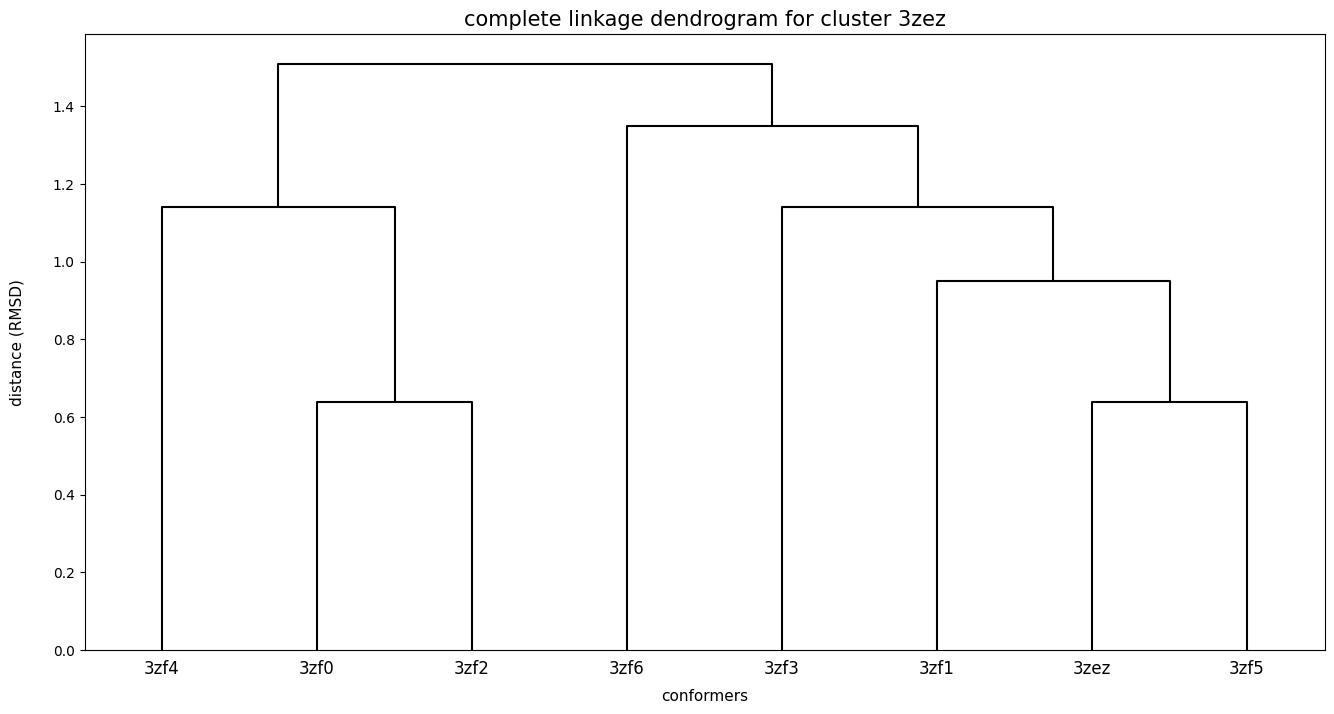 complete linkage dendrogram for cluster 3zez
distance (RMSD)
1.4
1.2
1.0
0.8
0.6
0.4
0.2
0.0
3zf4 3zf0 3zf2 3zf6 3zf3 3zf1 3zez 3zf5
conformers